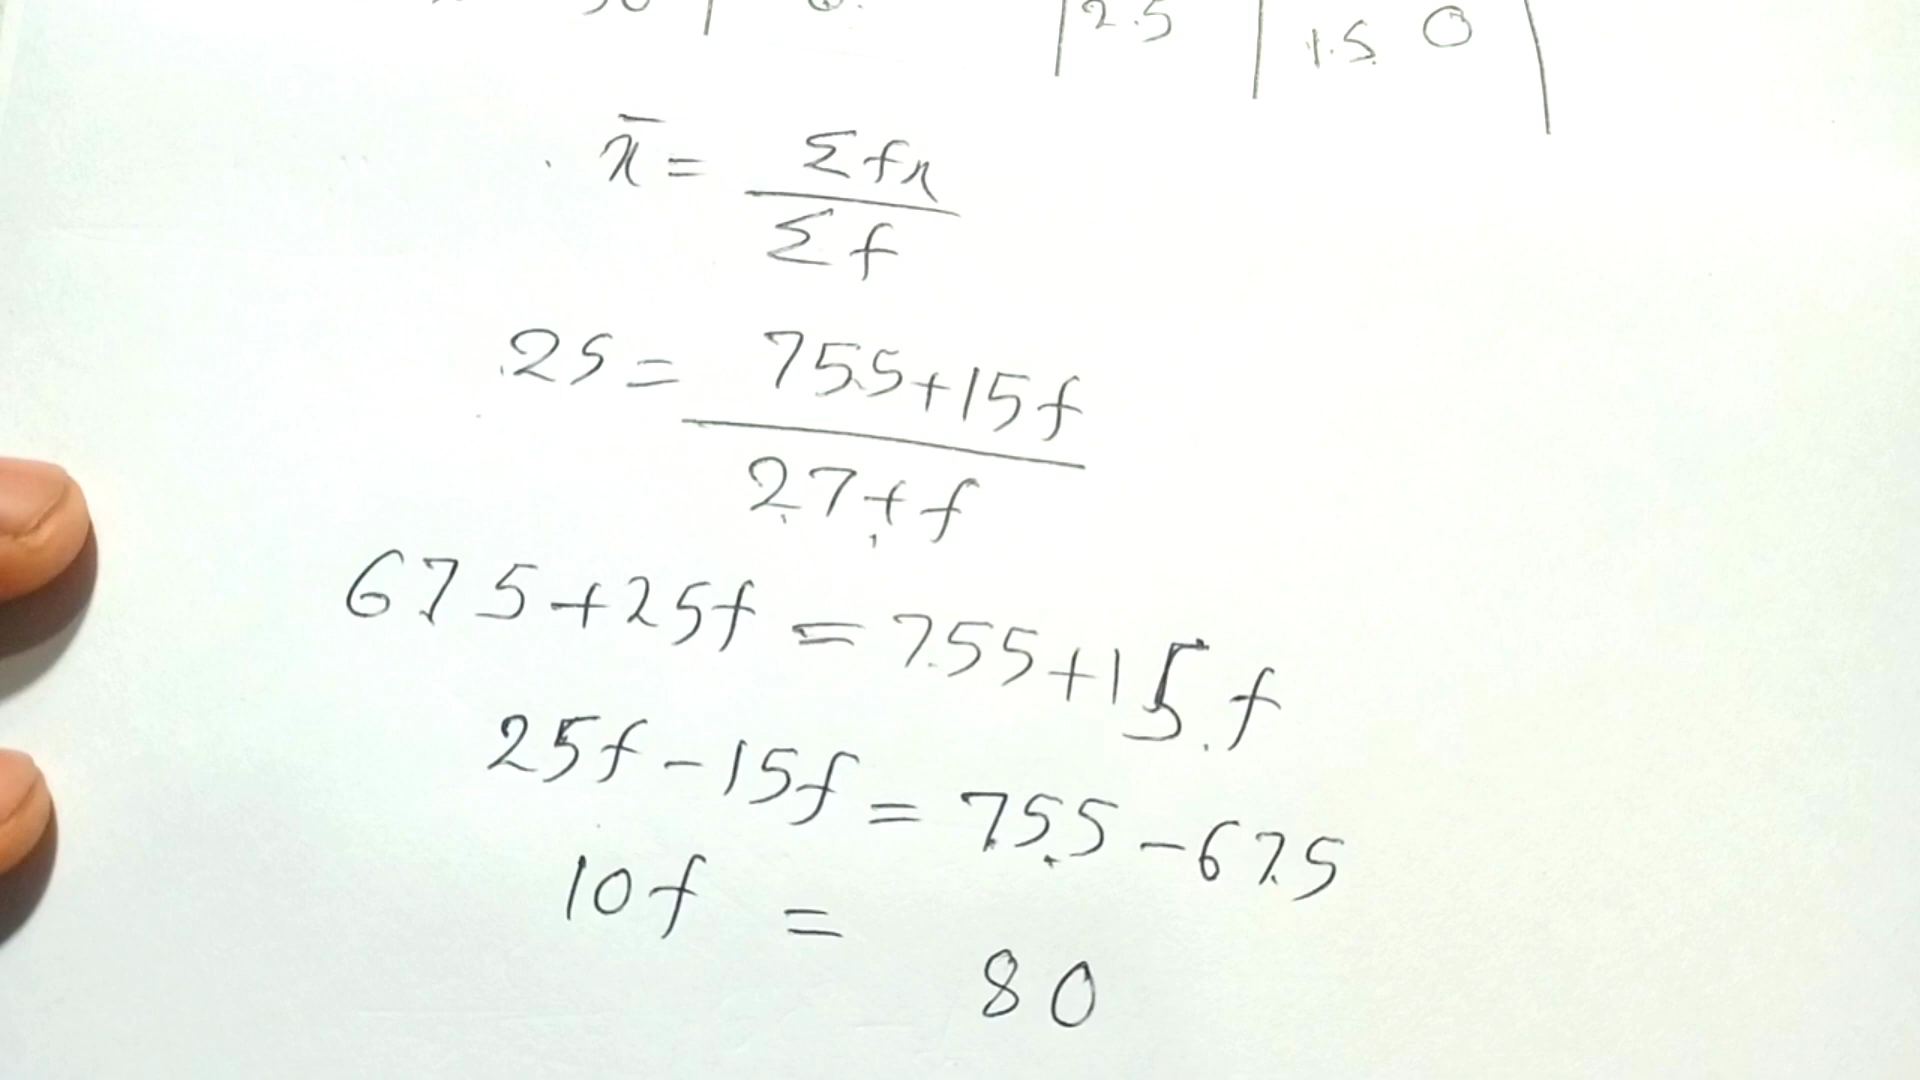 2.5 1.5 0
x̄ = Σfx / Σf
25 = 755+15f / 27+f
675+25f = 755+15f
25f-15f = 755-675
10f = 80